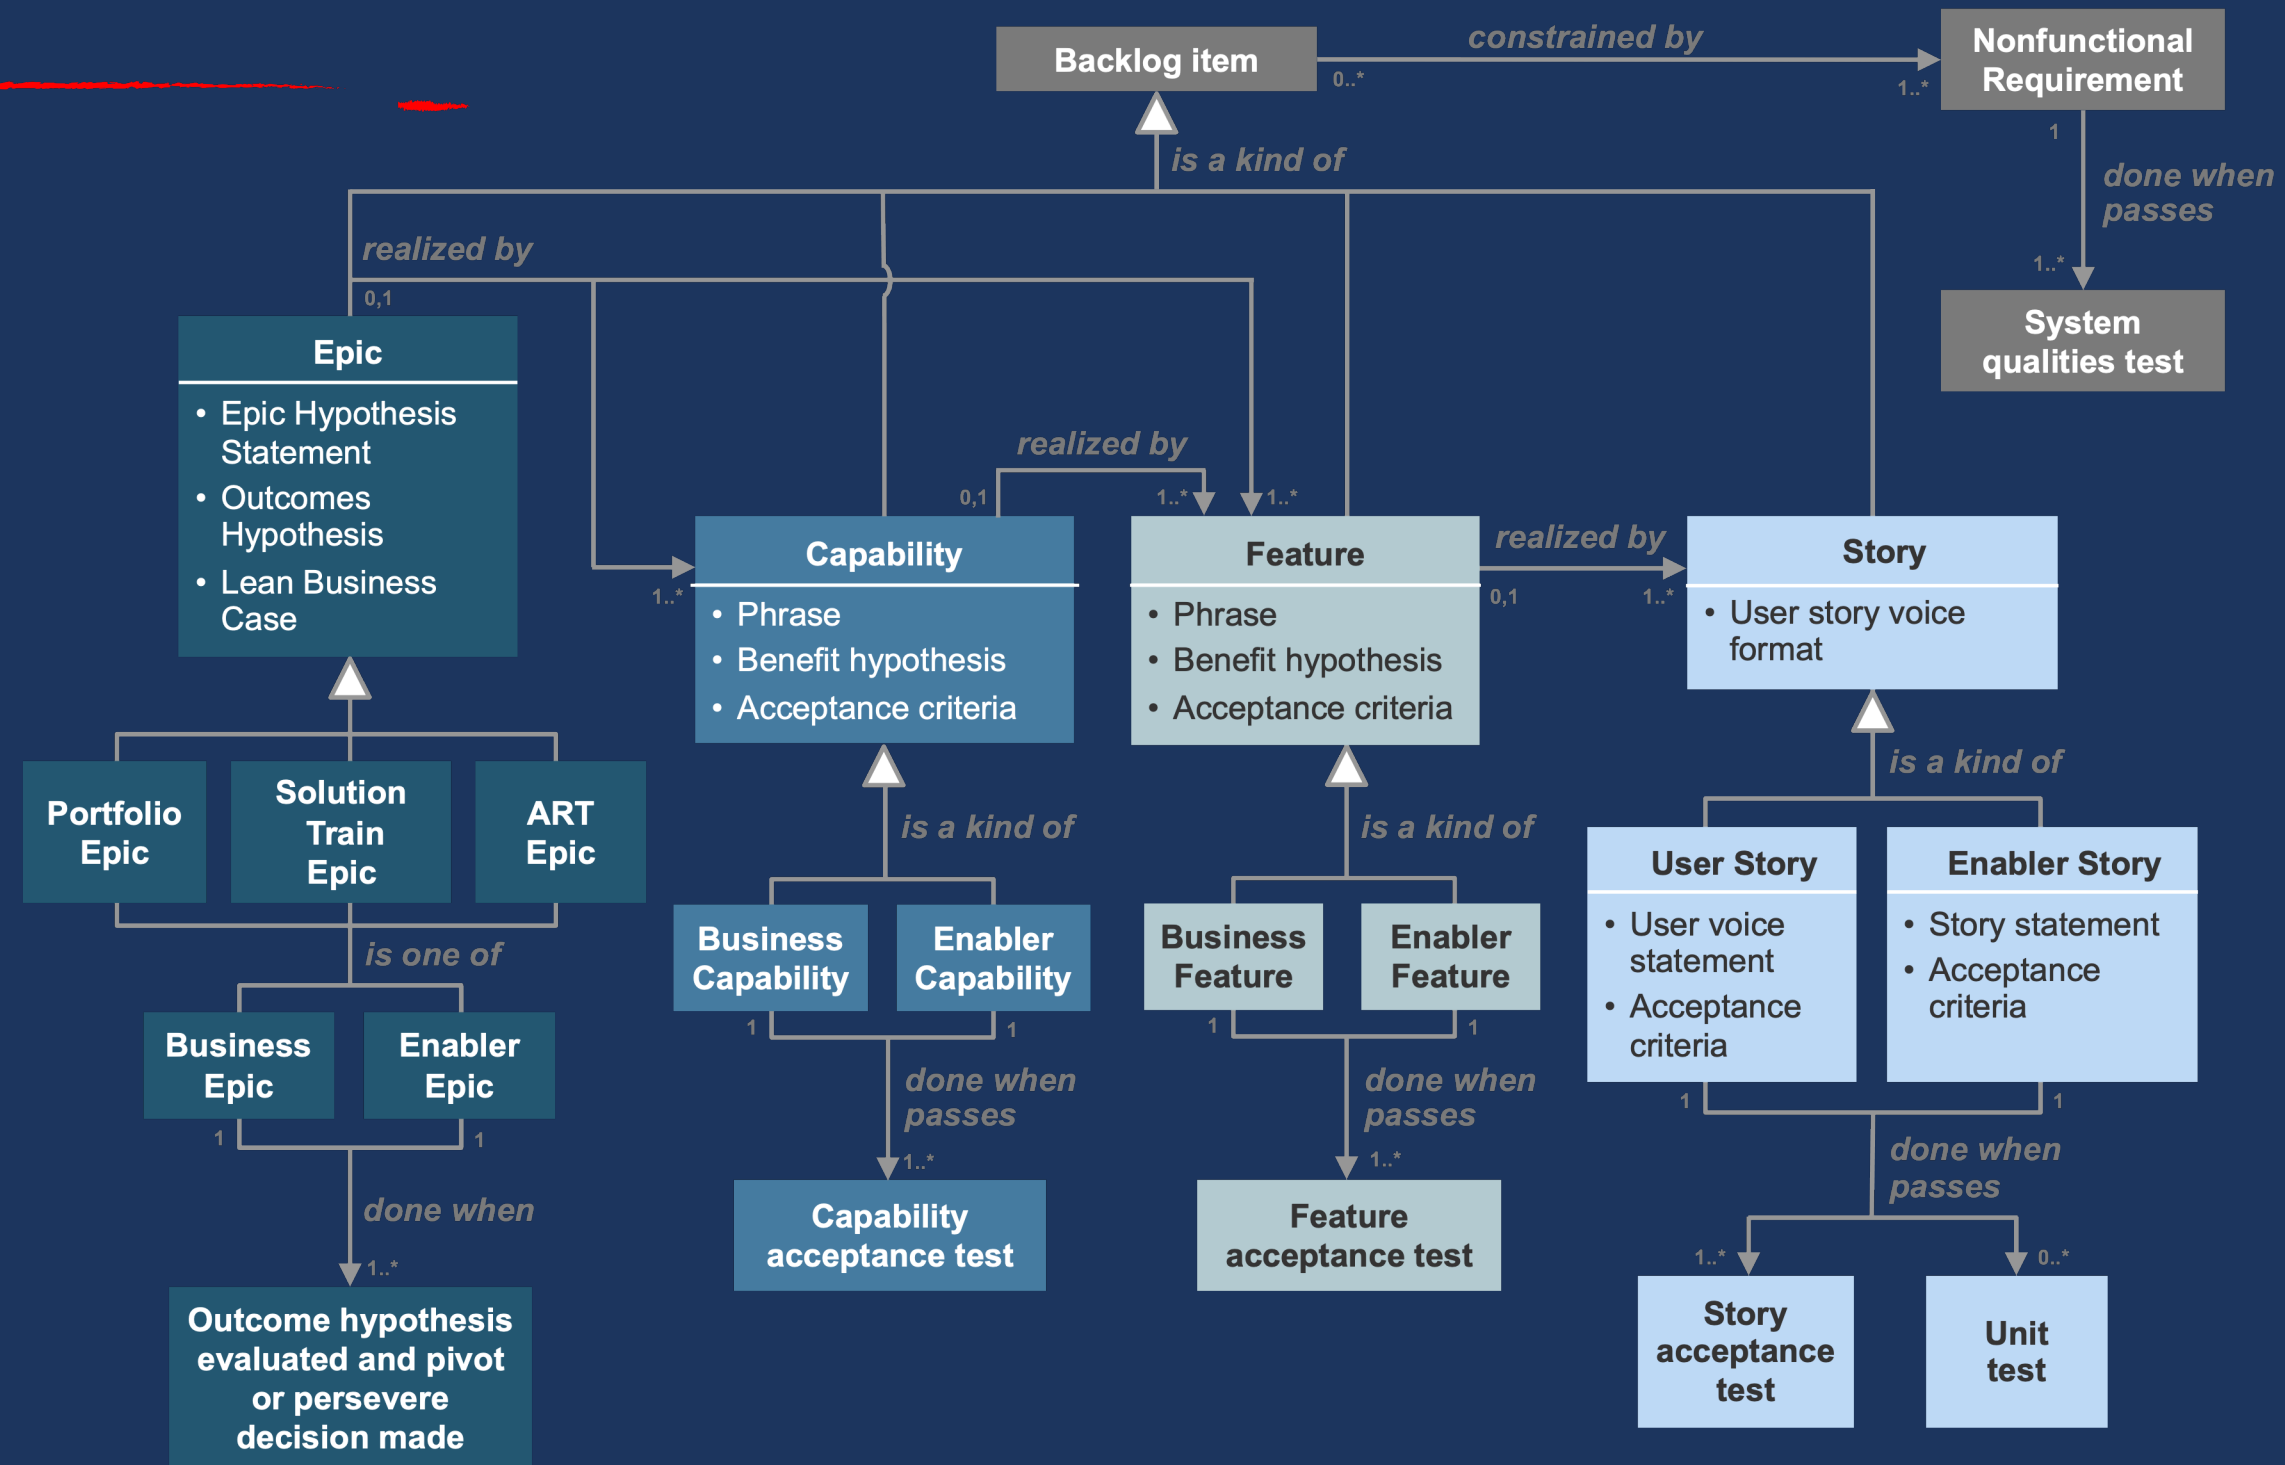 Backlog item
constrained by
0..*
1..*
Nonfunctional
Requirement
is a kind of
1
done when
passes
1..*
System
qualities test
realized by
0,1
Epic
• Epic Hypothesis
Statement
• Outcomes
Hypothesis
• Lean Business
Case
realized by
0,1
1..*
1..*
1..*
Capability
• Phrase
• Benefit hypothesis
• Acceptance criteria
Feature
• Phrase
• Benefit hypothesis
• Acceptance criteria
realized by
0,1
1..*
Story
• User story voice
format
Portfolio
Epic
Solution
Train
Epic
ART
Epic
is one of
Business
Epic
Enabler
Epic
1
1
done when
1..*
Outcome hypothesis
evaluated and pivot
or persevere
decision made
is a kind of
Business
Capability
Enabler
Capability
1
1
done when
passes
1..*
Capability
acceptance test
is a kind of
Business
Feature
Enabler
Feature
1
1
done when
passes
1..*
Feature
acceptance test
is a kind of
User Story
• User voice
statement
• Acceptance
criteria
Enabler Story
• Story statement
• Acceptance
criteria
1
1
done when
passes
1..*
0..*
Story
acceptance
test
Unit
test